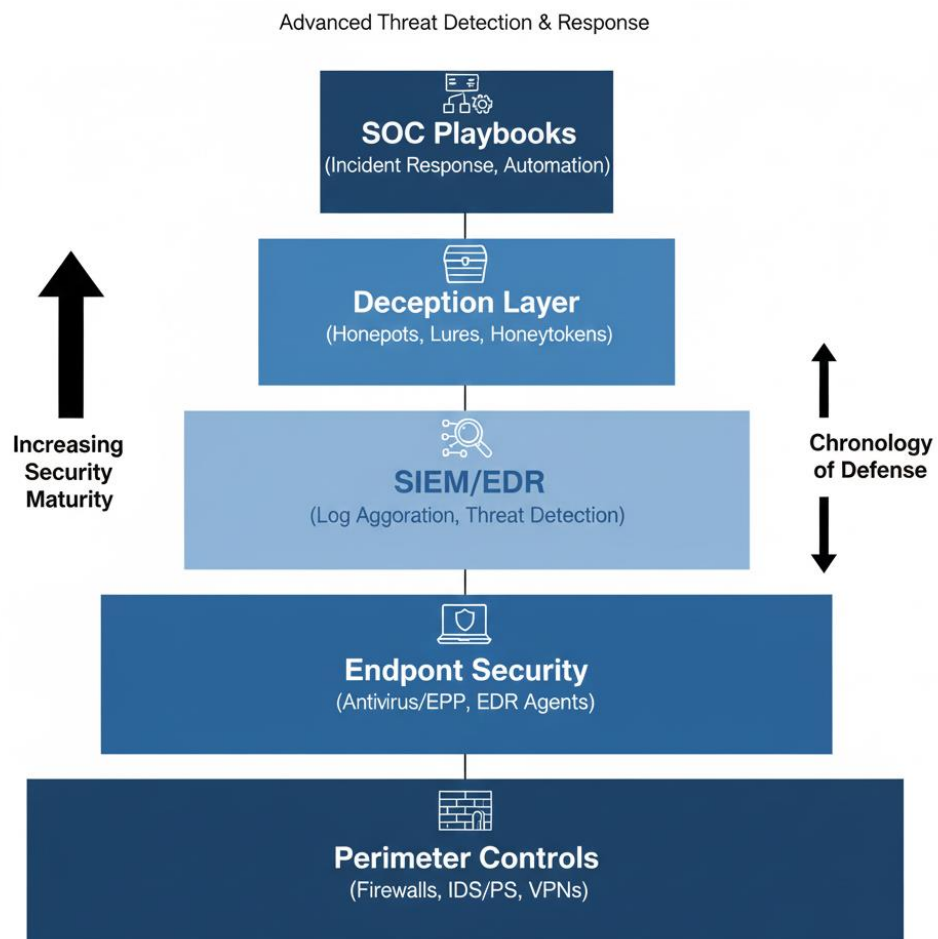 Advanced Threat Detection & Response
SOC Playbooks
(Incident Response, Automation)
Deception Layer
(Honepots, Lures, Honeytokens)
Increasing
Security
Maturity
Chronology
of Defense
SIEM/EDR
(Log Aggoration, Threat Detection)
Endpont Security
(Antivirus/EPP, EDR Agents)
Perimeter Controls
(Firewalls, IDS/PS, VPNs)